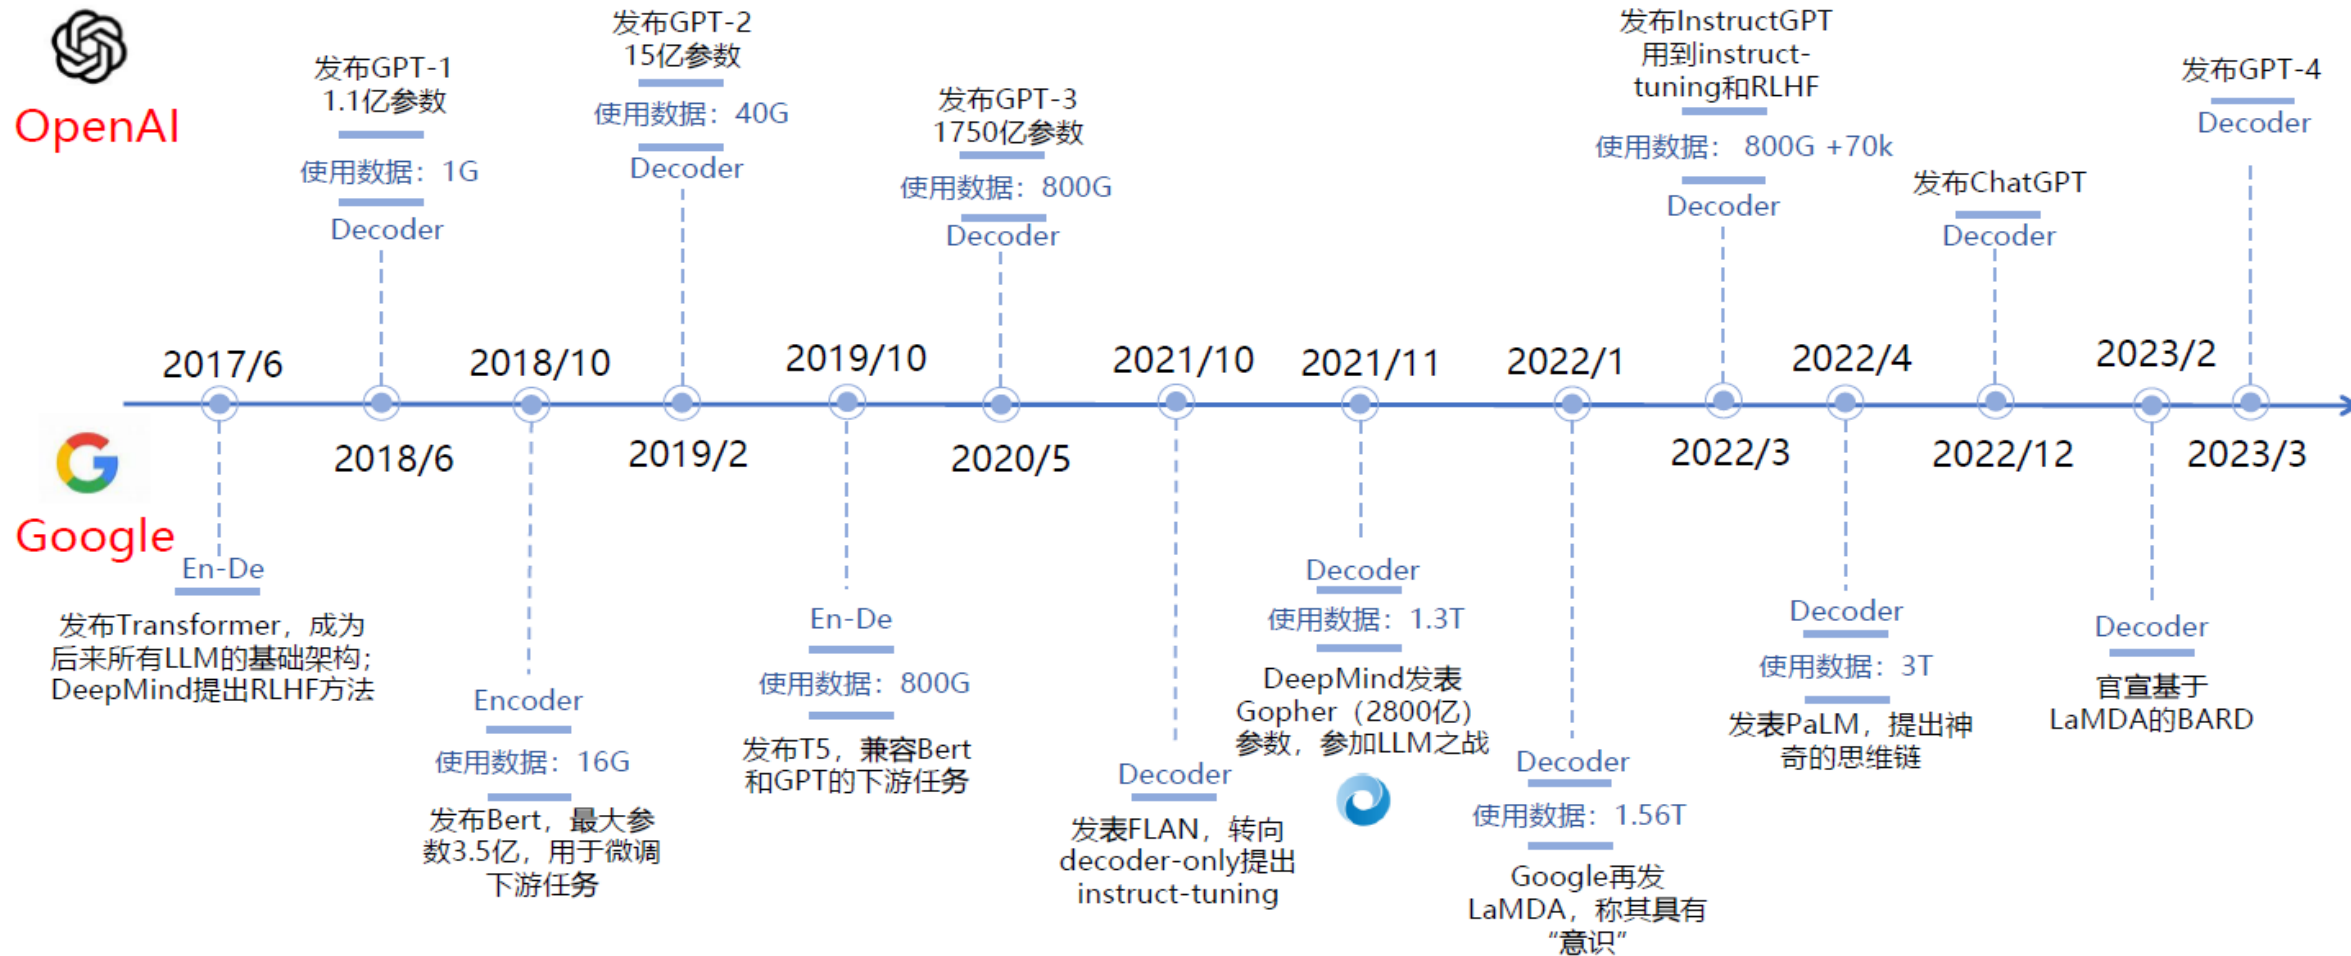 OpenAI
发布GPT-1
1.1亿参数
使用数据：1G
Decoder
发布GPT-2
15亿参数
使用数据：40G
Decoder
发布GPT-3
1750亿参数
使用数据：800G
Decoder
发布InstructGPT
用到instruct-
tuning和RLHF
使用数据： 800G +70k
Decoder
发布ChatGPT
Decoder
发布GPT-4
Decoder
2017/6
2018/6
2018/10
2019/2
2019/10
2020/5
2021/10
2021/11
2022/1
2022/3
2022/4
2022/12
2023/2
2023/3
Google
En-De
发布Transformer，成为
后来所有LLM的基础架构；
DeepMind提出RLHF方法
Encoder
使用数据：16G
发布Bert，最大参
数3.5亿，用于微调
下游任务
En-De
使用数据：800G
发布T5，兼容Bert
和GPT的下游任务
Decoder
发表FLAN，转向
decoder-only提出
instruct-tuning
Decoder
使用数据：1.3T
DeepMind发表
Gopher（2800亿）
参数，参加LLM之战
Decoder
使用数据：1.56T
Google再发
LaMDA，称其具有
“意识”
Decoder
使用数据：3T
发表PaLM，提出神
奇的思维链
Decoder
官宣基于
LaMDA的BARD